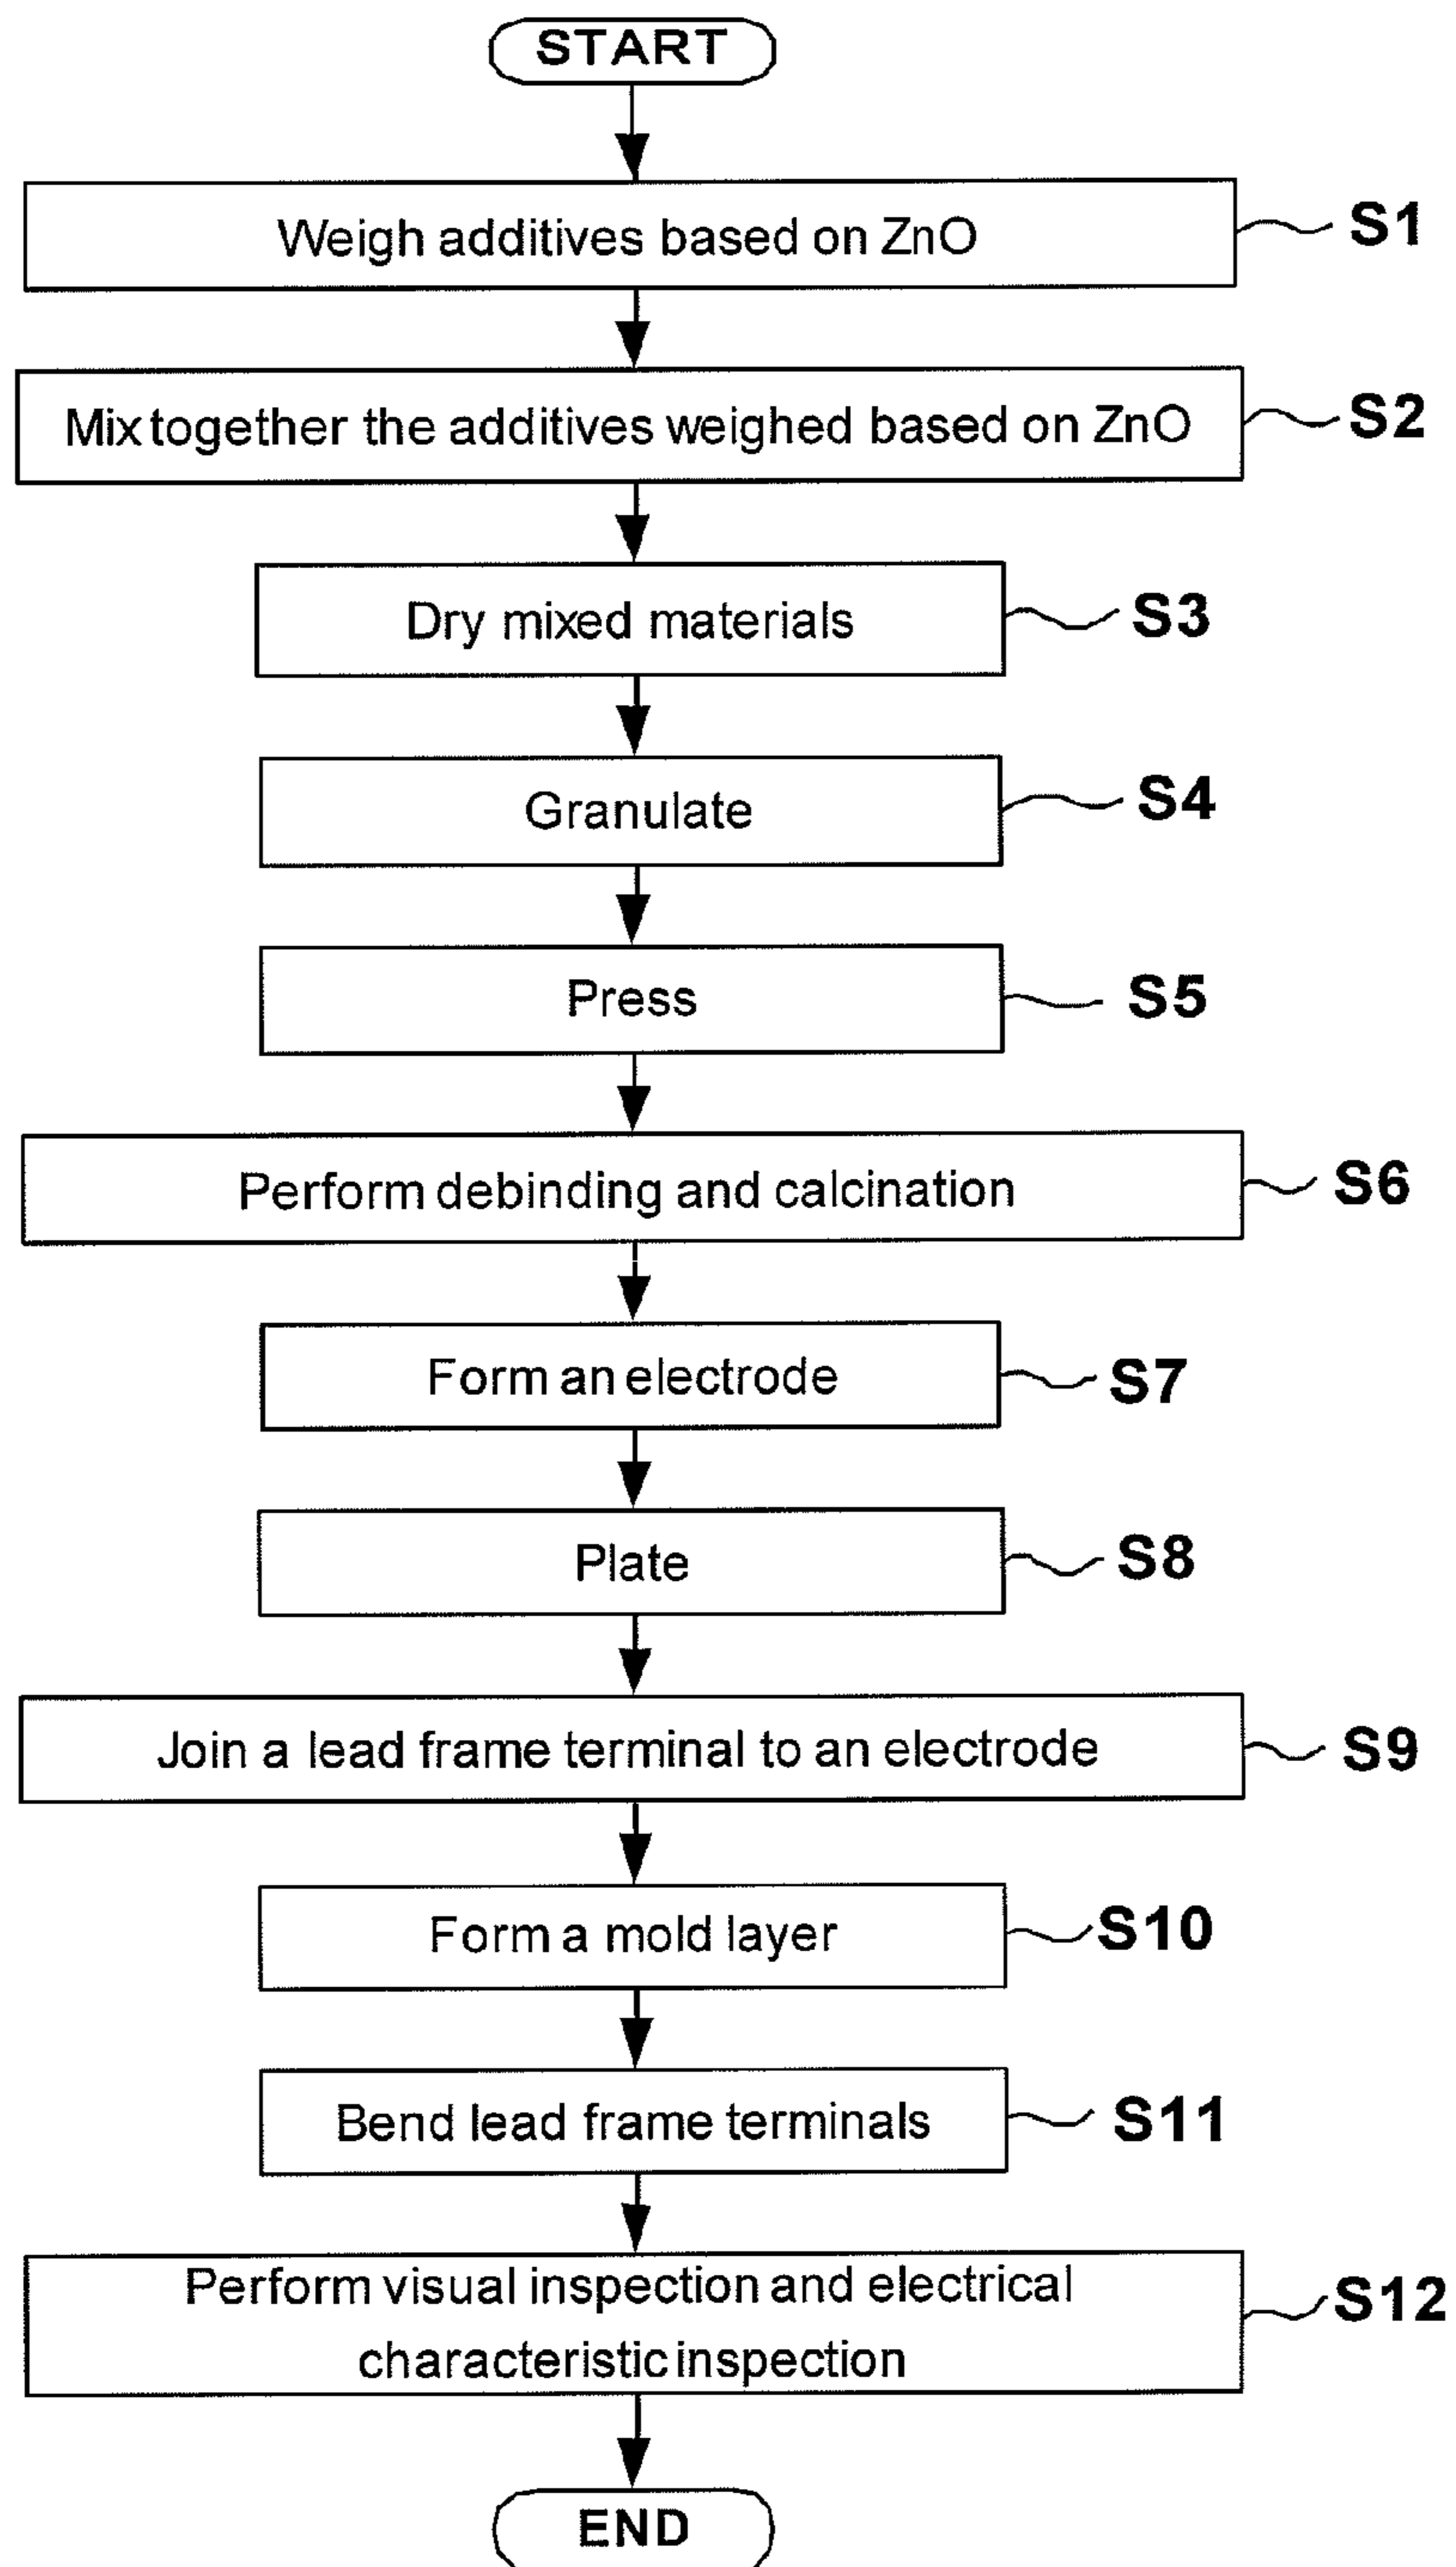 START
Weigh additives based on ZnO
S1
Mix together the additives weighed based on ZnO
S2
Dry mixed materials
S3
Granulate
S4
Press
S5
Perform debinding and calcination
S6
Form an electrode
S7
Plate
S8
Join a lead frame terminal to an electrode
S9
Form a mold layer
S10
Bend lead frame terminals
S11
Perform visual inspection and electrical
characteristic inspection
S12
END